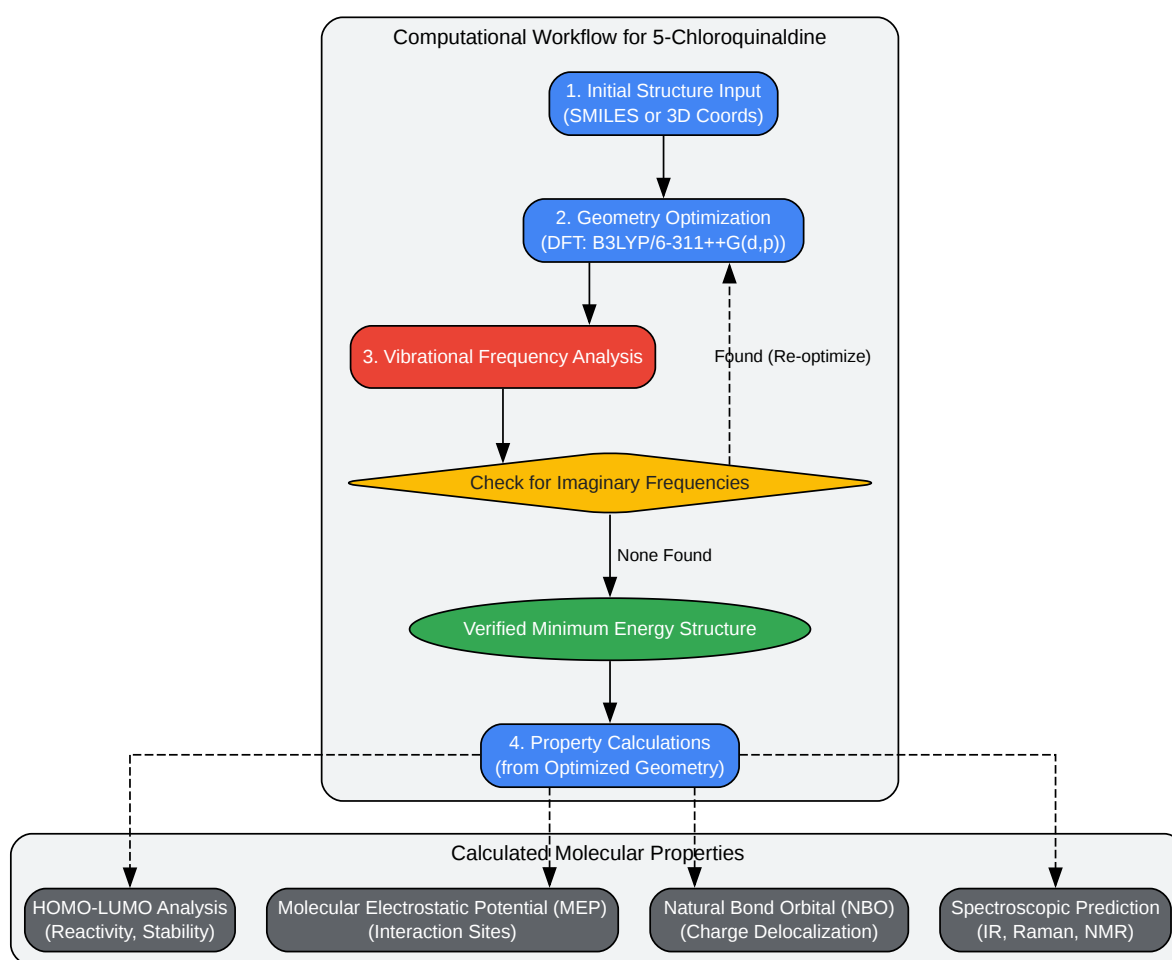 Computational Workflow for 5-Chloroquinaldine
1. Initial Structure Input
(SMILES or 3D Coords)
2. Geometry Optimization
(DFT: B3LYP/6-311++G(d,p))
3. Vibrational Frequency Analysis
Found (Re-optimize)
Check for Imaginary Frequencies
None Found
Verified Minimum Energy Structure
4. Property Calculations
(from Optimized Geometry)
Calculated Molecular Properties
HOMO-LUMO Analysis
(Reactivity, Stability)
Molecular Electrostatic Potential (MEP)
(Interaction Sites)
Natural Bond Orbital (NBO)
(Charge Delocalization)
Spectroscopic Prediction
(IR, Raman, NMR)